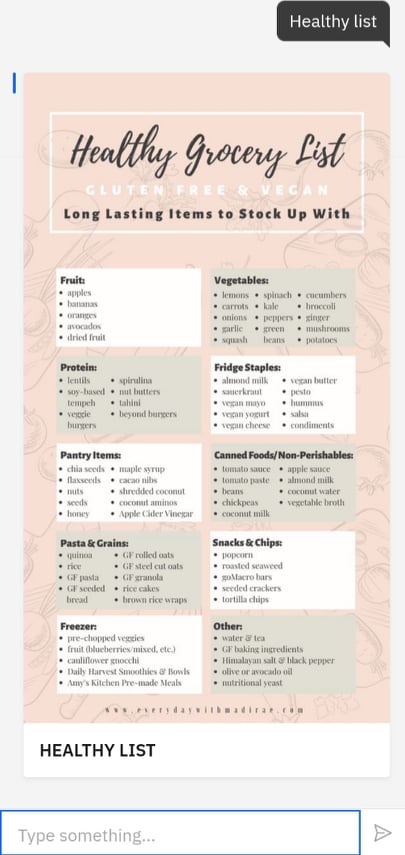 Healthy list
Healthy Grocery List
GLUTEN FREE & VEGAN
Long Lasting Items to Stock Up With
Fruit:
• apples
• bananas
• oranges
• avocados
• dried fruit
Vegetables:
• lemons • spinach • cucumbers
• carrots • kale • broccoli
• onions • peppers • ginger
• garlic • green • mushrooms
• squash beans • potatoes
Protein:
• lentils • spirulina
• soy-based • nut butters
tempeh • tahini
• veggie • beyond burgers
burgers
Fridge Staples:
• almond milk • vegan butter
• sauerkraut • pesto
• vegan mayo • hummus
• vegan yogurt • salsa
• vegan cheese • condiments
Pantry Items:
• chia seeds • maple syrup
• flaxseeds • cacao nibs
• nuts • shredded coconut
• seeds • coconut aminos
• honey • Apple Cider Vinegar
Canned Foods/Non-Perishables:
• tomato sauce • apple sauce
• tomato paste • almond milk
• beans • coconut water
• chickpeas • vegetable broth
• coconut milk
Pasta & Grains:
• quinoa • GF rolled oats
• rice • GF steel cut oats
• GF pasta • GF granola
• GF seeded • rice cakes
bread • brown rice wraps
Snacks & Chips:
• popcorn
• roasted seaweed
• goMacro bars
• seeded crackers
• tortilla chips
Freezer:
• pre-chopped veggies
• fruit (blueberries/mixed, etc.)
• cauliflower gnocchi
• Daily Harvest Smoothies & Bowls
• Amy's Kitchen Pre-made Meals
Other:
• water & tea
• GF baking ingredients
• Himalayan salt & black pepper
• olive or avocado oil
• nutritional yeast
www.everydaywithmadirae.com
HEALTHY LIST
Type something...